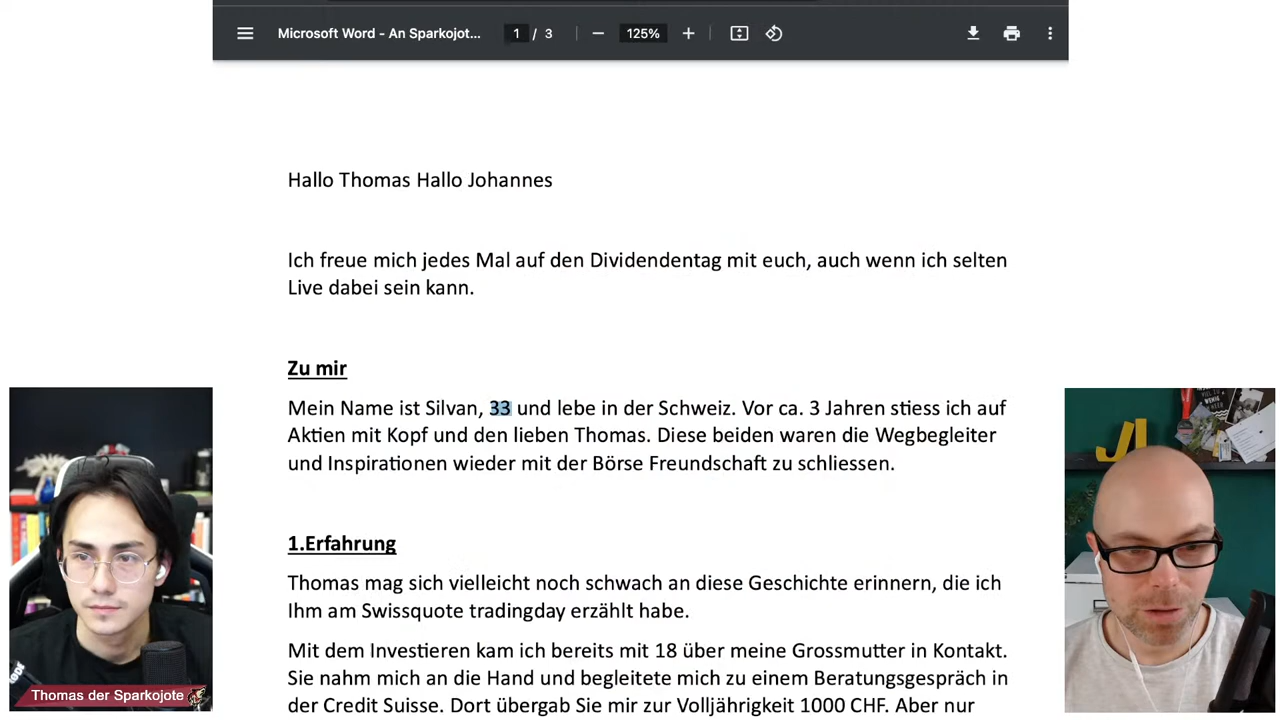 Microsoft Word - An Sparkojot...
1 / 3
125%
Hallo Thomas Hallo Johannes
Ich freue mich jedes Mal auf den Dividendentag mit euch, auch wenn ich selten
Live dabei sein kann.
Zu mir
Mein Name ist Silvan, 33 und lebe in der Schweiz. Vor ca. 3 Jahren stiess ich auf
Aktien mit Kopf und den lieben Thomas. Diese beiden waren die Wegbegleiter
und Inspirationen wieder mit der Börse Freundschaft zu schliessen.
1.Erfahrung
Thomas mag sich vielleicht noch schwach an diese Geschichte erinnern, die ich
Ihm am Swissquote tradingday erzählt habe.
Mit dem Investieren kam ich bereits mit 18 über meine Grossmutter in Kontakt.
Sie nahm mich an die Hand und begleitete mich zu einem Beratungsgespräch in
der Credit Suisse. Dort übergab Sie mir zur Volljährigkeit 1000 CHF. Aber nur
Thomas der Sparkojote